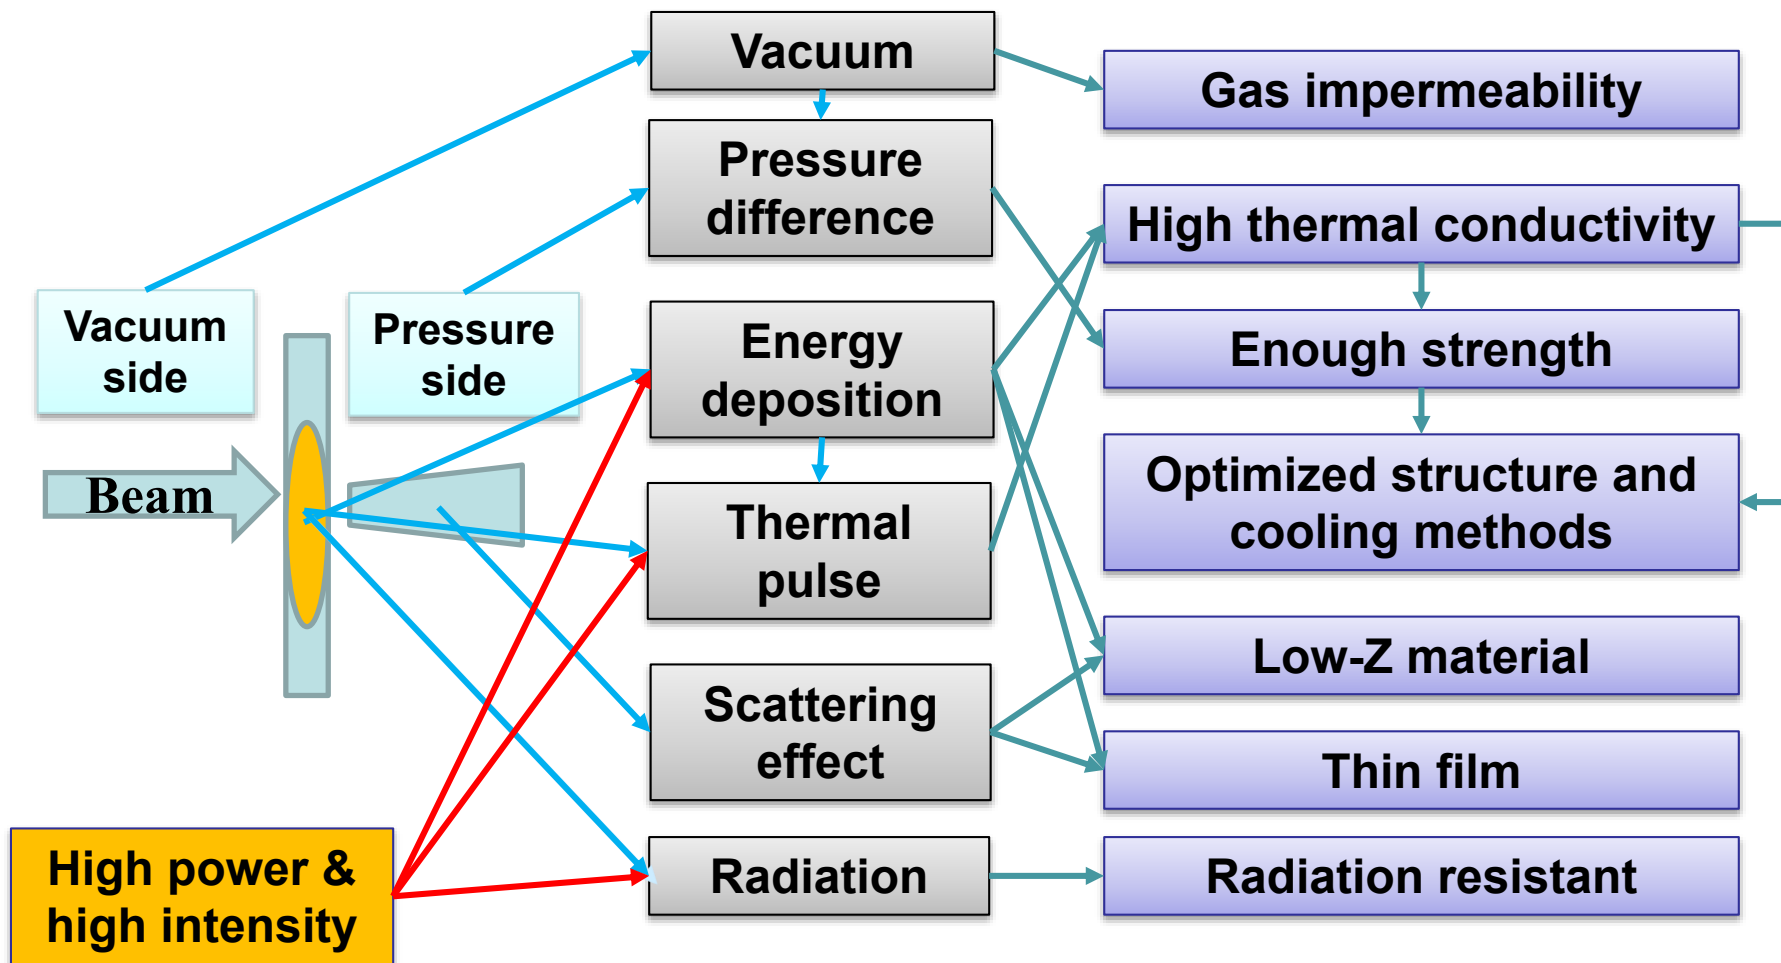 Vacuum
side
Pressure
side
Beam
High power &
high intensity
Vacuum
Pressure
difference
Energy
deposition
Thermal
pulse
Scattering
effect
Radiation
Gas impermeability
High thermal conductivity
Enough strength
Optimized structure and
cooling methods
Low-Z material
Thin film
Radiation resistant